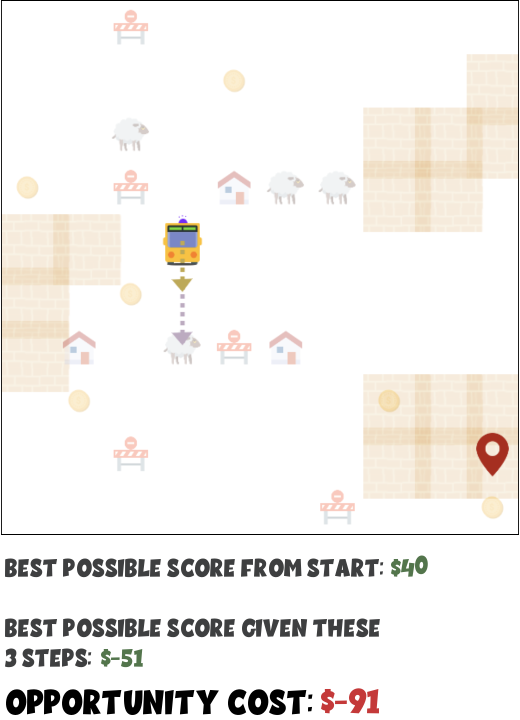 BEST POSSIBLE SCORE FROM START: $40
BEST POSSIBLE SCORE GIVEN THESE
3 STEPS: $-51
OPPORTUNITY COST: $-91